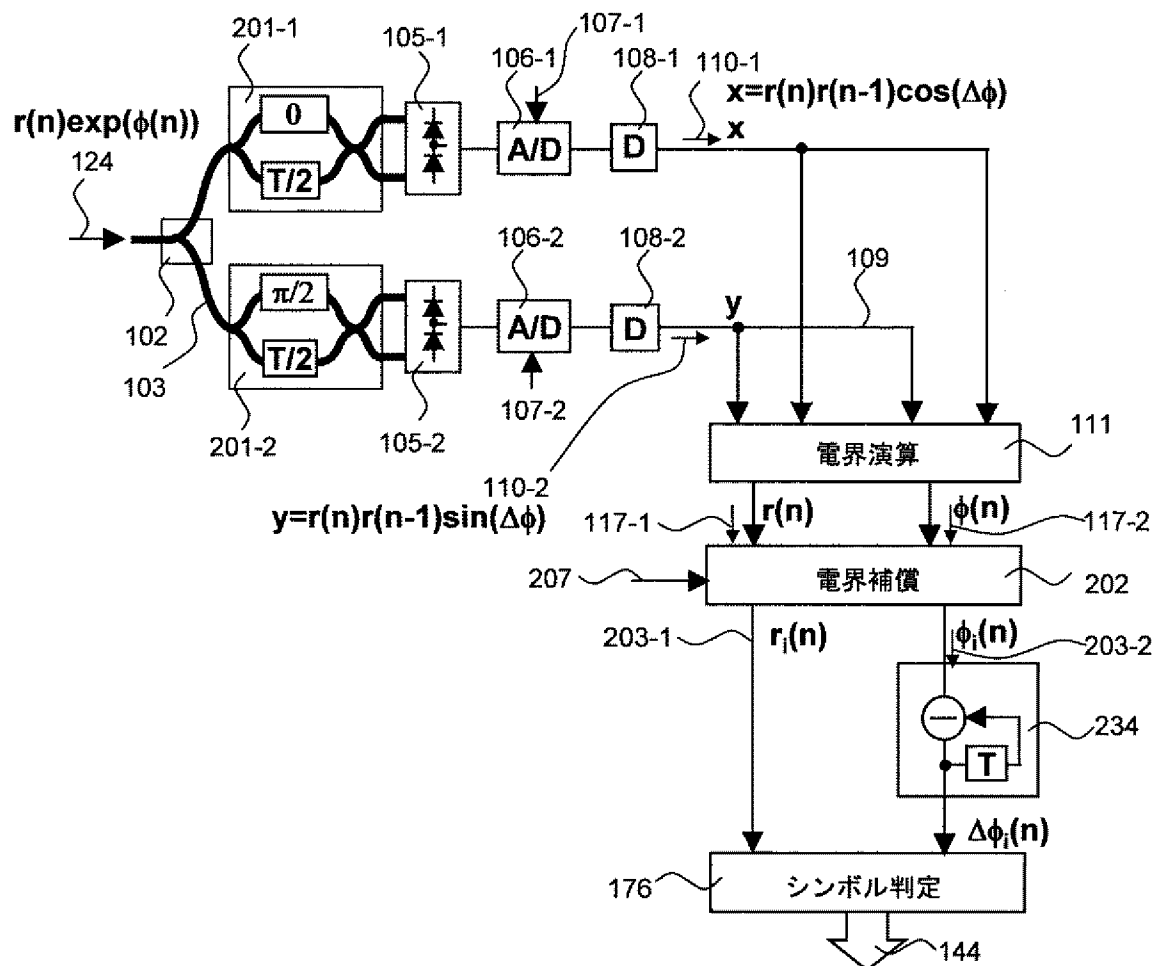 201-1
105-1
106-1
107-1
108-1
110-1
x=r(n)r(n-1)cos(Δϕ)
r(n)exp(ϕ(n))
0
A/D
D
x
124
T/2
106-2
108-2
109
π/2
y
102
A/D
D
T/2
103
107-2
201-2
105-2
111
電界演算
110-2
y=r(n)r(n-1)sin(Δϕ)
117-1
r(n)
ϕ(n)
117-2
207
電界補償
202
203-1
rᵢ(n)
ϕᵢ(n)
203-2
234
T
Δϕᵢ(n)
176
シンボル判定
144